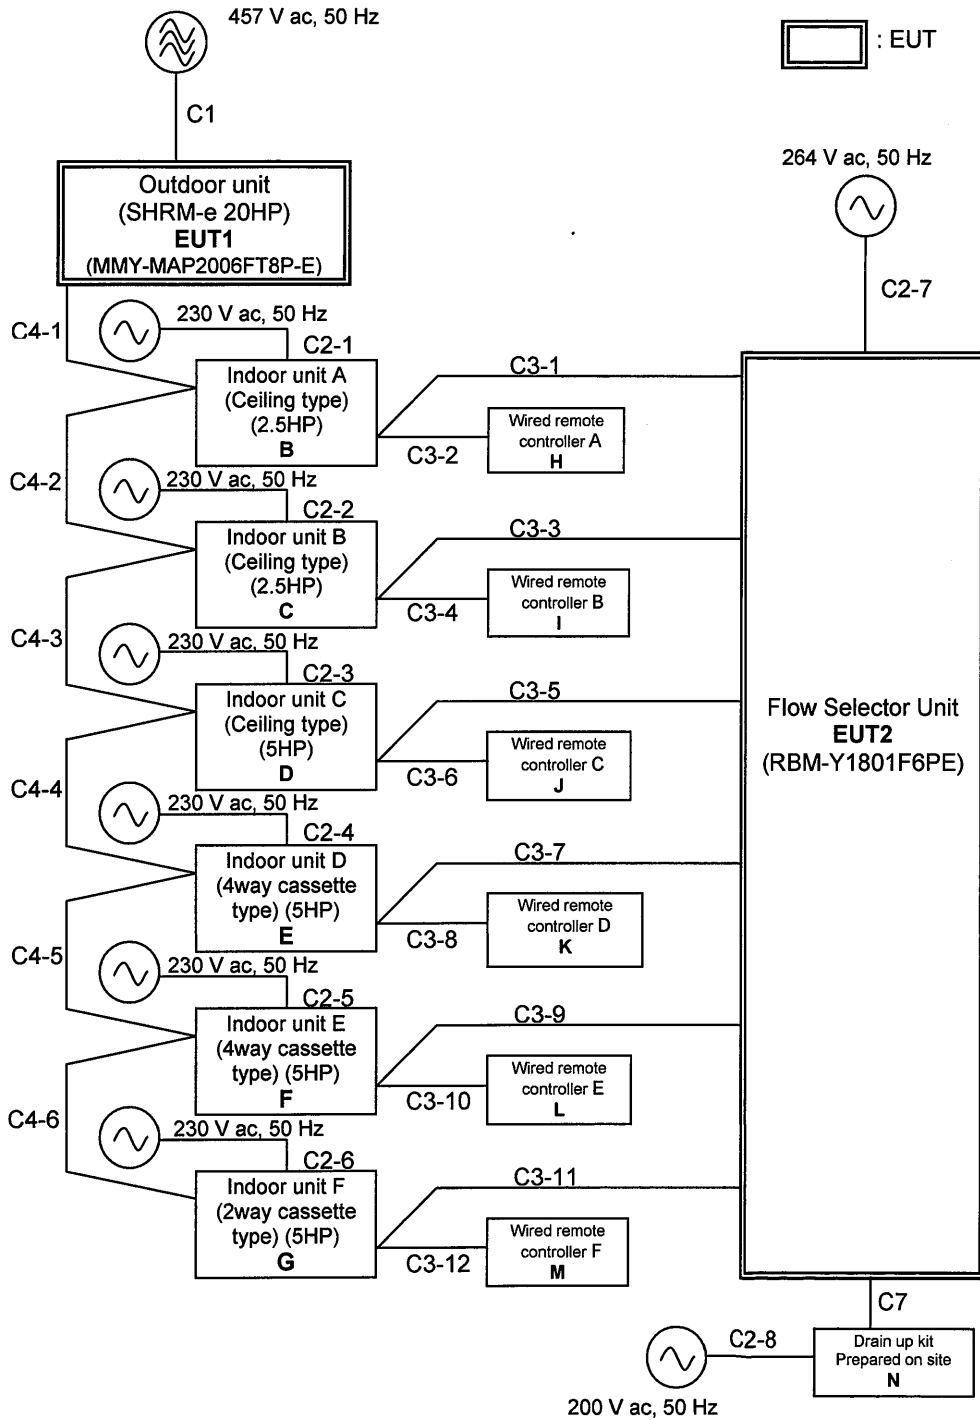 457 V ac, 50 Hz
: EUT
C1
264 V ac, 50 Hz
Outdoor unit
(SHRM-e 20HP)
EUT1
(MMY-MAP2006FT8P-E)
C2-7
C4-1
230 V ac, 50 Hz
C2-1
Indoor unit A
(Ceiling type)
(2.5HP)
B
C3-1
C3-2
Wired remote
controller A
H
C4-2
230 V ac, 50 Hz
C2-2
Indoor unit B
(Ceiling type)
(2.5HP)
C
C3-3
C3-4
Wired remote
controller B
I
C4-3
230 V ac, 50 Hz
C2-3
Indoor unit C
(Ceiling type)
(5HP)
D
C3-5
C3-6
Wired remote
controller C
J
Flow Selector Unit
EUT2
(RBM-Y1801F6PE)
C4-4
230 V ac, 50 Hz
C2-4
Indoor unit D
(4way cassette
type) (5HP)
E
C3-7
C3-8
Wired remote
controller D
K
C4-5
230 V ac, 50 Hz
C2-5
Indoor unit E
(4way cassette
type) (5HP)
F
C3-9
C3-10
Wired remote
controller E
L
C4-6
230 V ac, 50 Hz
C2-6
Indoor unit F
(2way cassette
type) (5HP)
G
C3-11
C3-12
Wired remote
controller F
M
C7
C2-8
Drain up kit
Prepared on site
N
200 V ac, 50 Hz